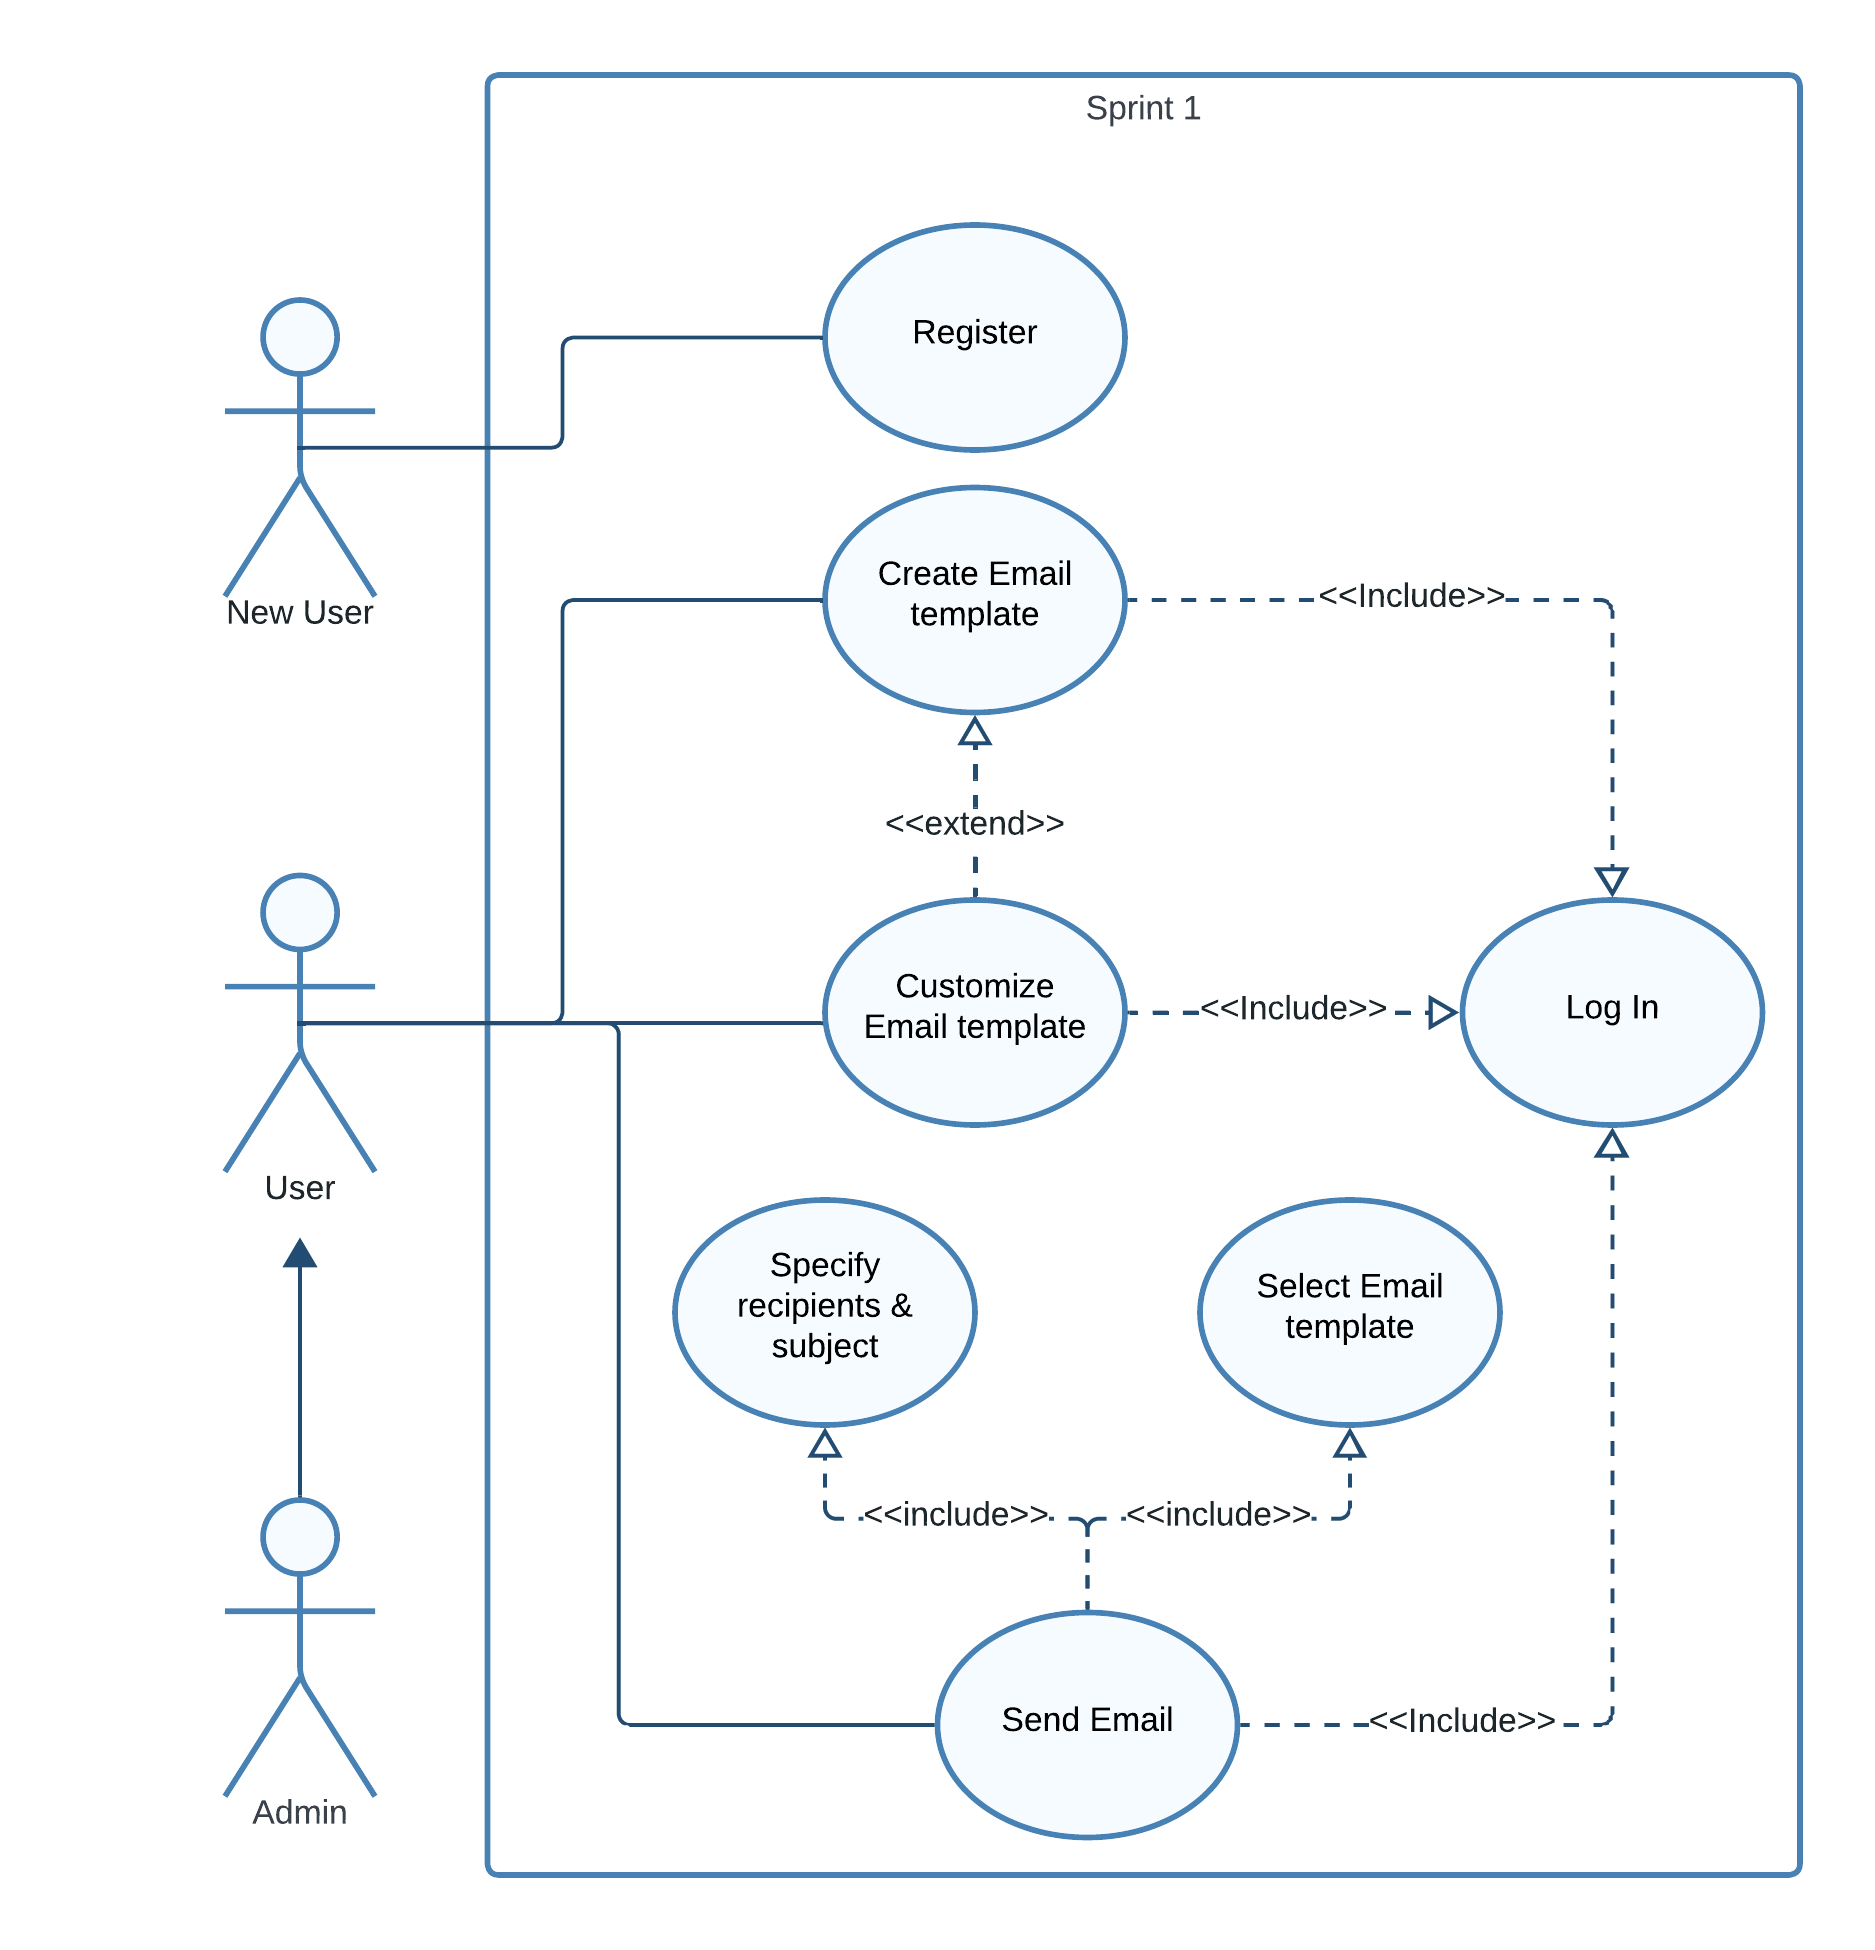 Sprint 1
Register
New User
Create Email
template
<<Include>>
<<extend>>
Customize
Email template
<<Include>>
Log In
User
Specify
recipients &
subject
Select Email
template
<<include>>
<<include>>
Send Email
<<Include>>
Admin